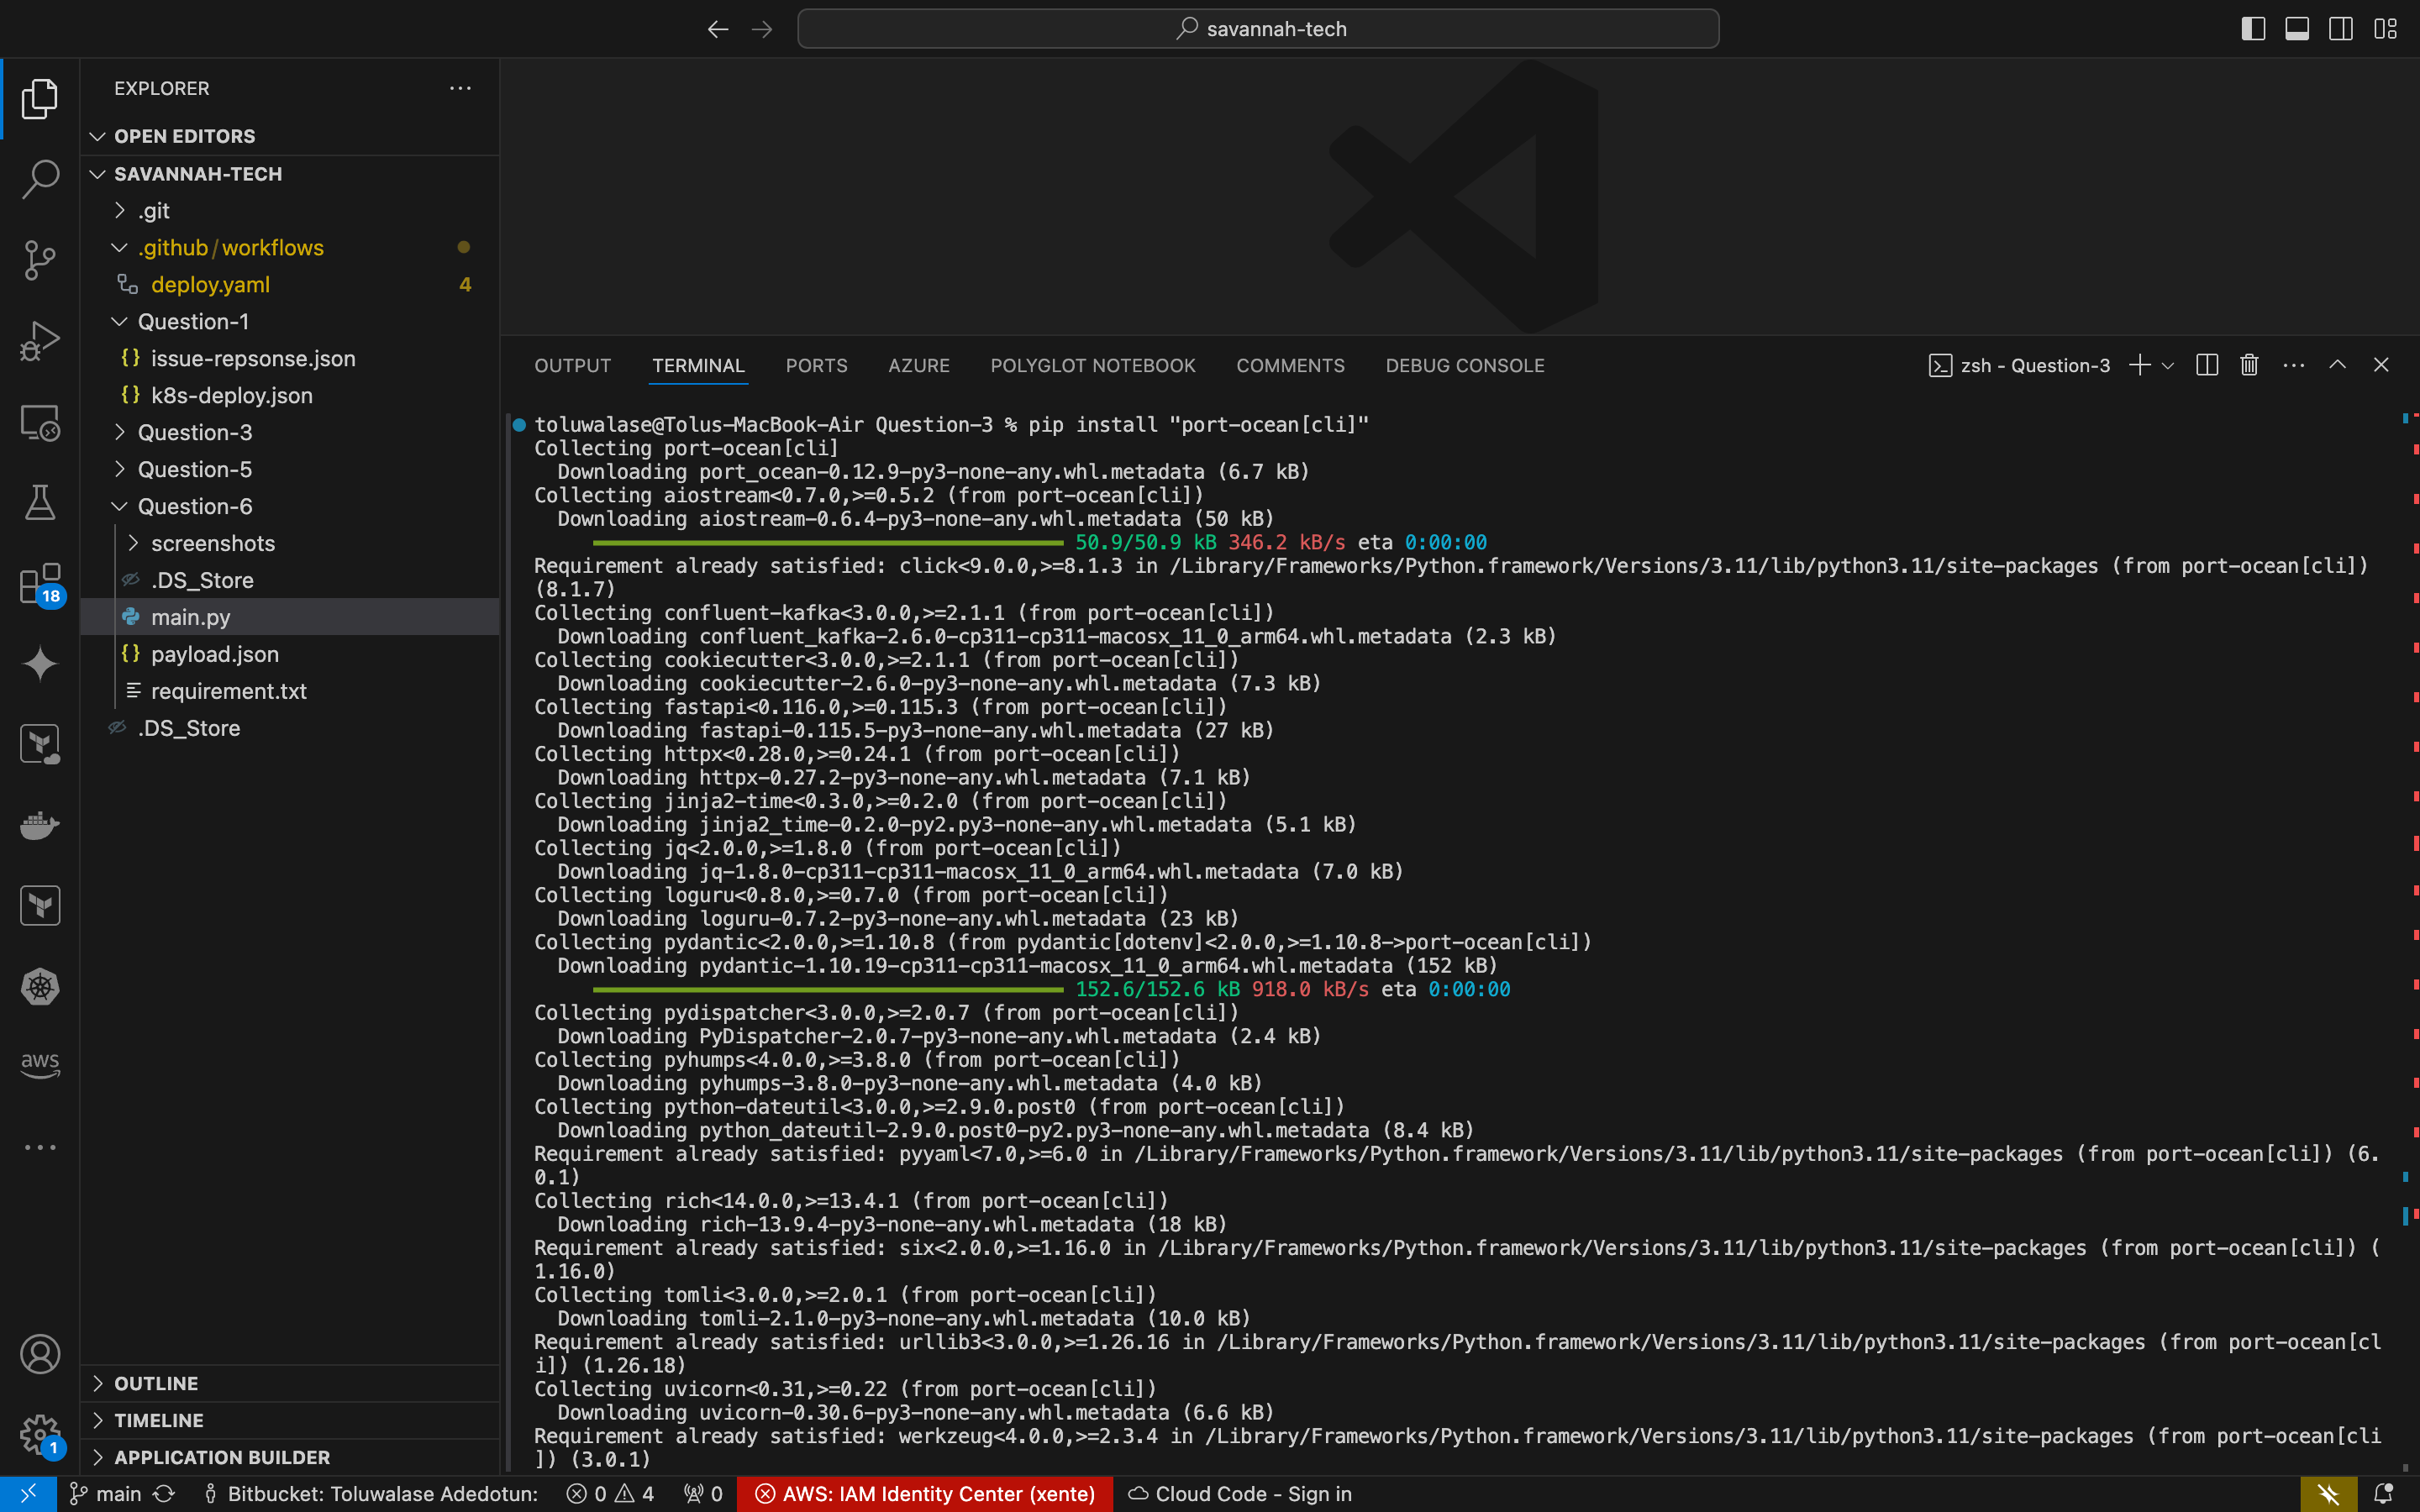 savannah-tech
EXPLORER
OPEN EDITORS
SAVANNAH-TECH
.git
.github/workflows
deploy.yaml 4
Question-1
issue-repsonse.json
k8s-deploy.json
Question-3
Question-5
Question-6
screenshots
.DS_Store
main.py
payload.json
requirement.txt
.DS_Store
OUTLINE
TIMELINE
APPLICATION BUILDER
18
aws
1
OUTPUT TERMINAL PORTS AZURE POLYGLOT NOTEBOOK COMMENTS DEBUG CONSOLE zsh - Question-3
toluwalase@Tolus-MacBook-Air Question-3 % pip install "port-ocean[cli]"
Collecting port-ocean[cli]
Downloading port_ocean-0.12.9-py3-none-any.whl.metadata (6.7 kB)
Collecting aiostream<0.7.0,>=0.5.2 (from port-ocean[cli])
Downloading aiostream-0.6.4-py3-none-any.whl.metadata (50 kB)
50.9/50.9 kB 346.2 kB/s eta 0:00:00
Requirement already satisfied: click<9.0.0,>=8.1.3 in /Library/Frameworks/Python.framework/Versions/3.11/lib/python3.11/site-packages (from port-ocean[cli])
(8.1.7)
Collecting confluent-kafka<3.0.0,>=2.1.1 (from port-ocean[cli])
Downloading confluent_kafka-2.6.0-cp311-cp311-macosx_11_0_arm64.whl.metadata (2.3 kB)
Collecting cookiecutter<3.0.0,>=2.1.1 (from port-ocean[cli])
Downloading cookiecutter-2.6.0-py3-none-any.whl.metadata (7.3 kB)
Collecting fastapi<0.116.0,>=0.115.3 (from port-ocean[cli])
Downloading fastapi-0.115.5-py3-none-any.whl.metadata (27 kB)
Collecting httpx<0.28.0,>=0.24.1 (from port-ocean[cli])
Downloading httpx-0.27.2-py3-none-any.whl.metadata (7.1 kB)
Collecting jinja2-time<0.3.0,>=0.2.0 (from port-ocean[cli])
Downloading jinja2_time-0.2.0-py2.py3-none-any.whl.metadata (5.1 kB)
Collecting jq<2.0.0,>=1.8.0 (from port-ocean[cli])
Downloading jq-1.8.0-cp311-cp311-macosx_11_0_arm64.whl.metadata (7.0 kB)
Collecting loguru<0.8.0,>=0.7.0 (from port-ocean[cli])
Downloading loguru-0.7.2-py3-none-any.whl.metadata (23 kB)
Collecting pydantic<2.0.0,>=1.10.8 (from pydantic[dotenv]<2.0.0,>=1.10.8->port-ocean[cli])
Downloading pydantic-1.10.19-cp311-cp311-macosx_11_0_arm64.whl.metadata (152 kB)
152.6/152.6 kB 918.0 kB/s eta 0:00:00
Collecting pydispatcher<3.0.0,>=2.0.7 (from port-ocean[cli])
Downloading PyDispatcher-2.0.7-py3-none-any.whl.metadata (2.4 kB)
Collecting pyhumps<4.0.0,>=3.8.0 (from port-ocean[cli])
Downloading pyhumps-3.8.0-py3-none-any.whl.metadata (4.0 kB)
Collecting python-dateutil<3.0.0,>=2.9.0.post0 (from port-ocean[cli])
Downloading python_dateutil-2.9.0.post0-py2.py3-none-any.whl.metadata (8.4 kB)
Requirement already satisfied: pyyaml<7.0,>=6.0 in /Library/Frameworks/Python.framework/Versions/3.11/lib/python3.11/site-packages (from port-ocean[cli]) (6.
0.1)
Collecting rich<14.0.0,>=13.4.1 (from port-ocean[cli])
Downloading rich-13.9.4-py3-none-any.whl.metadata (18 kB)
Requirement already satisfied: six<2.0.0,>=1.16.0 in /Library/Frameworks/Python.framework/Versions/3.11/lib/python3.11/site-packages (from port-ocean[cli]) (
1.16.0)
Collecting tomli<3.0.0,>=2.0.1 (from port-ocean[cli])
Downloading tomli-2.1.0-py3-none-any.whl.metadata (10.0 kB)
Requirement already satisfied: urllib3<3.0.0,>=1.26.16 in /Library/Frameworks/Python.framework/Versions/3.11/lib/python3.11/site-packages (from port-ocean[cl
i]) (1.26.18)
Collecting uvicorn<0.31,>=0.22 (from port-ocean[cli])
Downloading uvicorn-0.30.6-py3-none-any.whl.metadata (6.6 kB)
Requirement already satisfied: werkzeug<4.0.0,>=2.3.4 in /Library/Frameworks/Python.framework/Versions/3.11/lib/python3.11/site-packages (from port-ocean[cli
]) (3.0.1)
main Bitbucket: Toluwalase Adedotun: 0 4 0 AWS: IAM Identity Center (xente) Cloud Code - Sign in